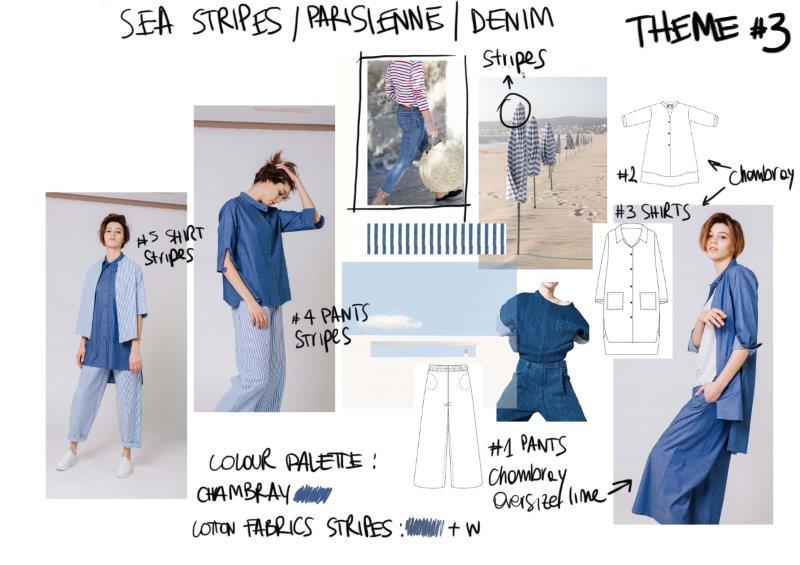 SEA STRIPES / PARISIENNE / DENIM
THEME #3
stripes
#2
chambray
#3 SHIRTS
#5 SHIRT
Stripes
#4 PANTS
Stripes
#1 PANTS
Chambray
Oversized line
COLOUR PALETTE :
CHAMBRAY
COTTON FABRICS STRIPES : + W